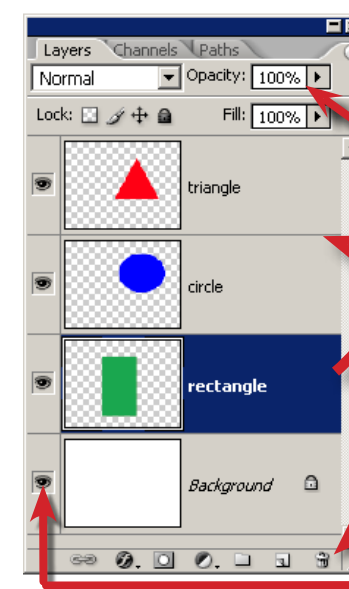 Layers Channels Paths
Normal Opacity: 100%
Lock: Fill: 100%
triangle
circle
rectangle
Background